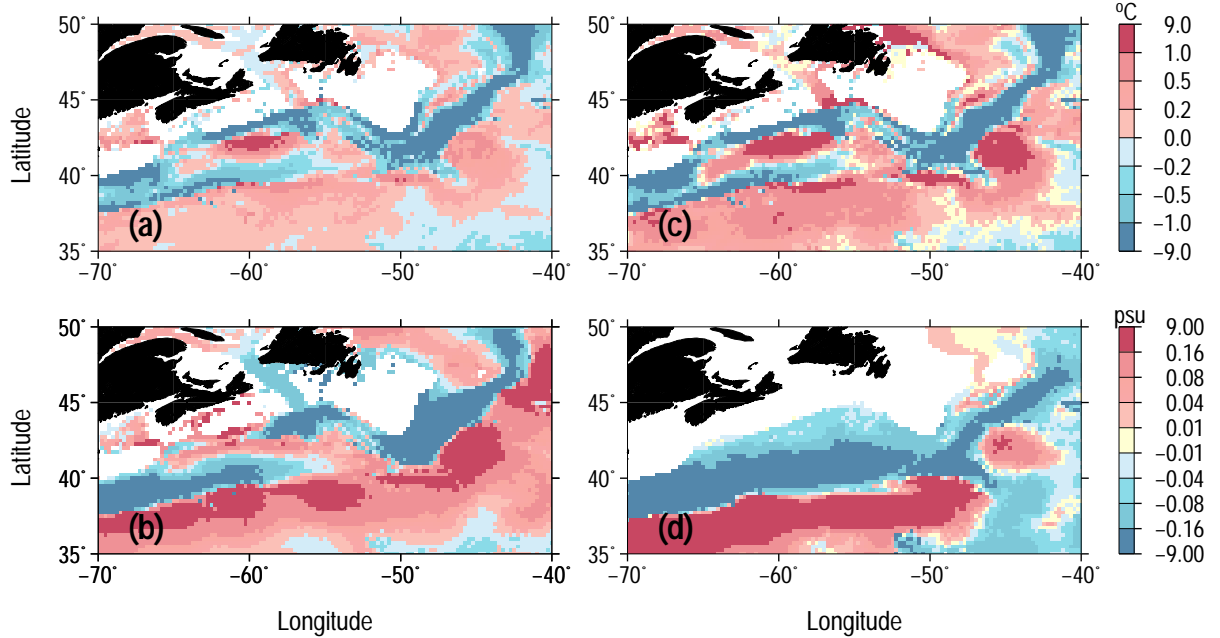 50° 50° °C
9.0
1.0
45° 45° 0.5
0.2
Latitude 0.0
40° 40° −0.2
−0.5
(a) (c) −1.0
35° 35° −9.0
−70° −60° −50° −40° −70° −60° −50° −40°
psu
50° 50° 9.00
0.16
0.08
45° 45° 0.04
0.01
Latitude −0.01
40° 40° −0.04
−0.08
(b) (d) −0.16
35° 35° −9.00
−70° −60° −50° −40° −70° −60° −50° −40°
Longitude Longitude